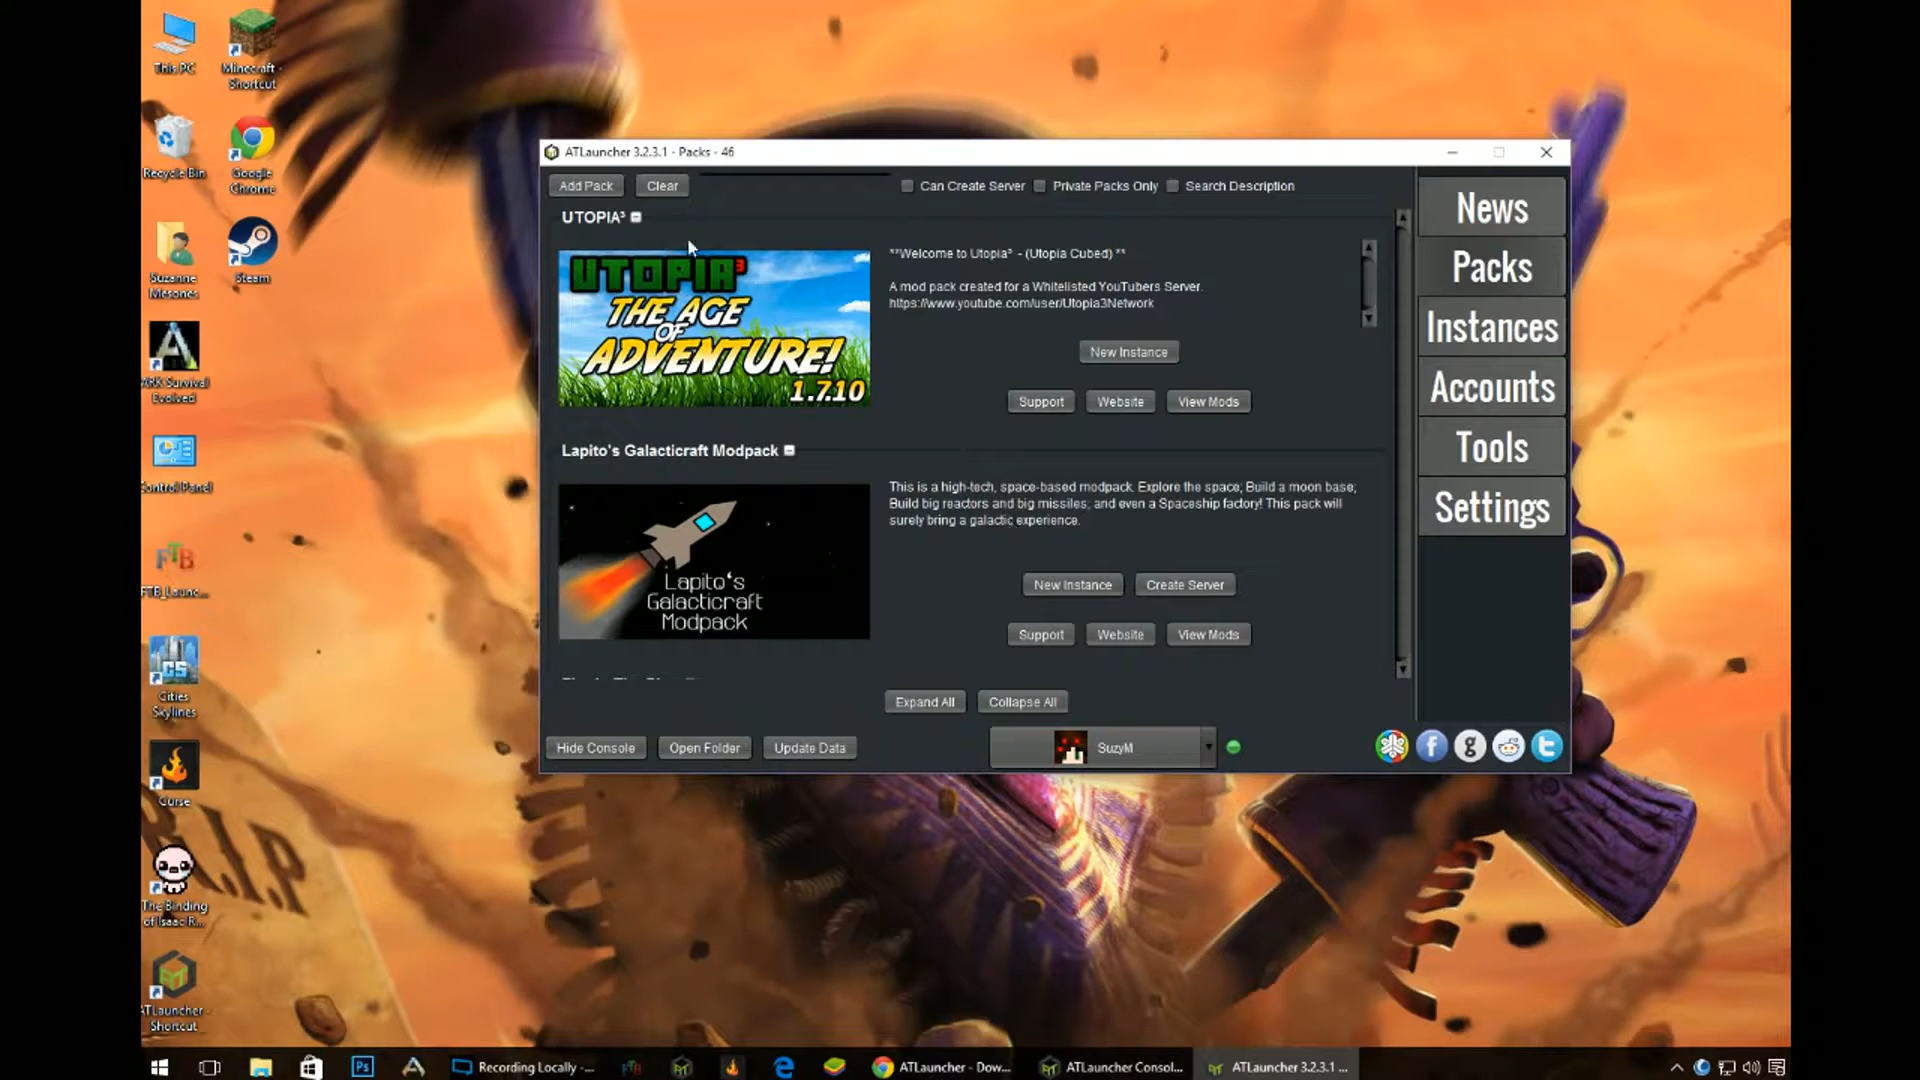 This PC
Minecraft -
Shortcut
Recycle Bin
Google
Chrome
Suzanne
Mesones
Steam
ARK Survival
Evolved
Control Panel
FTB
FTB_Launc...
CS
Cities
Skylines
Curse
R.I.P
The Binding
of Isaac R...
ATLauncher -
Shortcut
ATLauncher 3.2.3.1 - Packs - 46
Add Pack
Clear
Can Create Server
Private Packs Only
Search Description
UTOPIA³
UTOPIA³
THE AGE
OF
ADVENTURE!
1.7.10
**Welcome to Utopia³ - (Utopia Cubed) **
A mod pack created for a Whitelisted YouTubers Server.
https://www.youtube.com/user/Utopia3Network
New Instance
Support
Website
View Mods
Lapito's Galacticraft Modpack
Lapito's
Galacticraft
Modpack
This is a high-tech, space-based modpack. Explore the space; Build a moon base;
Build big reactors and big missiles; and even a Spaceship factory! This pack will
surely bring a galactic experience.
New Instance
Create Server
Support
Website
View Mods
Expand All
Collapse All
Hide Console
Open Folder
Update Data
SuzyM
News
Packs
Instances
Accounts
Tools
Settings
Ps
Recording Locally -...
ATLauncher - Dow...
ATLauncher Consol...
ATLauncher 3.2.3.1 ...